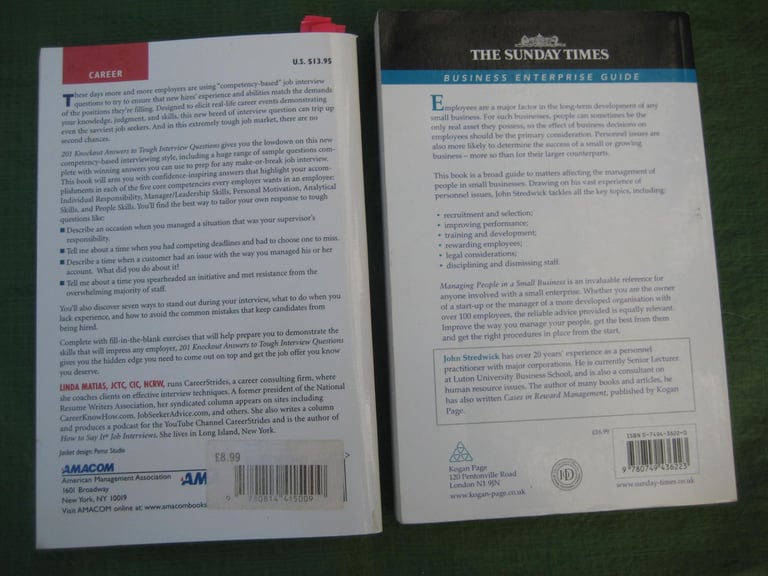 CAREER
U.S. $13.95
These days more and more employers are using "competency-based" job interview
questions to try to ensure that new hires' experience and abilities match the demands
of the positions they're filling. Designed to elicit real-life career events demonstrating
your knowledge, judgment, and skills, this new breed of interview question can trip up
even the savviest job seekers. And in this extremely tough job market, there are no
second chances.
201 Knockout Answers to Tough Interview Questions gives you the lowdown on this new
competency-based interviewing style, including a huge range of sample questions com-
plete with winning answers you can use to prep for any make-or-break job interview.
This book will arm you with confidence-inspiring answers that highlight your accom-
plishments in each of the five core competencies every employer wants in an employee:
Individual Responsibility, Manager/Leadership Skills, Personal Motivation, Analytical
Skills, and People Skills. You'll find the best way to tailor your own response to tough
questions like:
■ Describe an occasion when you managed a situation that was your supervisor's
responsibility.
■ Tell me about a time when you had competing deadlines and had to choose one to miss.
■ Describe a time when a customer had an issue with the way you managed his or her
account. What did you do about it?
■ Tell me about a time you spearheaded an initiative and met resistance from the
overwhelming majority of staff.
You'll also discover seven ways to stand out during your interview, what to do when you
lack experience, and how to avoid the common mistakes that keep candidates from
being hired.
Complete with fill-in-the-blank exercises that will help prepare you to demonstrate the
skills that will impress any employer, 201 Knockout Answers to Tough Interview Questions
gives you the hidden edge you need to come out on top and get the job offer you know
you deserve.
LINDA MATIAS, JCTC, CIC, NCRW, runs CareerStrides, a career consulting firm, where
she coaches clients on effective interview techniques. A former president of the National
Resume Writers Association, her syndicated column appears on sites including
CareerKnowHow.com, JobSeekerAdvice.com, and others. She also writes a column
and produces a podcast for the YouTube Channel CareerStrides and is the author of
How to Say It® Job Interviews. She lives in Long Island, New York.
Jacket design: Pemo Studio
AMACOM
American Management Association
1601 Broadway
New York, NY 10019
Visit AMACOM online at: www.amacombooks
AM
£8.99
9 780814 415009
THE SUNDAY TIMES
BUSINESS ENTERPRISE GUIDE
Employees are a major factor in the long-term development of any
small business. For such businesses, people can sometimes be the
only real asset they possess, so the effect of business decisions on
employees should be the primary consideration. Personnel issues are
also more likely to determine the success of a small or growing
business – more so than for their larger counterparts.
This book is a broad guide to matters affecting the management of
people in small businesses. Drawing on his vast experience of
personnel issues, John Stredwick tackles all the key topics, including:
• recruitment and selection;
• improving performance;
• training and development;
• rewarding employees;
• legal considerations;
• disciplining and dismissing staff.
Managing People in a Small Business is an invaluable reference for
anyone involved with a small enterprise. Whether you are the owner
of a start-up or the manager of a more developed organisation with
over 100 employees, the reliable advice provided is equally relevant.
Improve the way you manage your people, get the best from them
and get the right procedures in place from the start.
John Stredwick has over 20 years' experience as a personnel
practitioner with major corporations. He is currently Senior Lecturer
at Luton University Business School, and is also a consultant on
human resource issues. The author of many books and articles, he
has also written Cases in Reward Management, published by Kogan
Page.
£16.99
ISBN 0-7494-3622-0
9 780749 436223
Kogan Page
120 Pentonville Road
London N1 9JN
www.kogan-page.co.uk
ID
www.sunday-times.co.uk